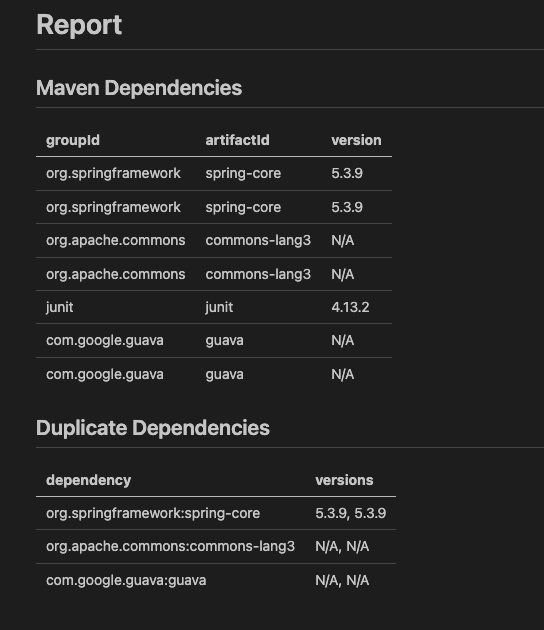 Report
Maven Dependencies
groupId artifactId version
org.springframework spring-core 5.3.9
org.springframework spring-core 5.3.9
org.apache.commons commons-lang3 N/A
org.apache.commons commons-lang3 N/A
junit junit 4.13.2
com.google.guava guava N/A
com.google.guava guava N/A
Duplicate Dependencies
dependency versions
org.springframework:spring-core 5.3.9, 5.3.9
org.apache.commons:commons-lang3 N/A, N/A
com.google.guava:guava N/A, N/A